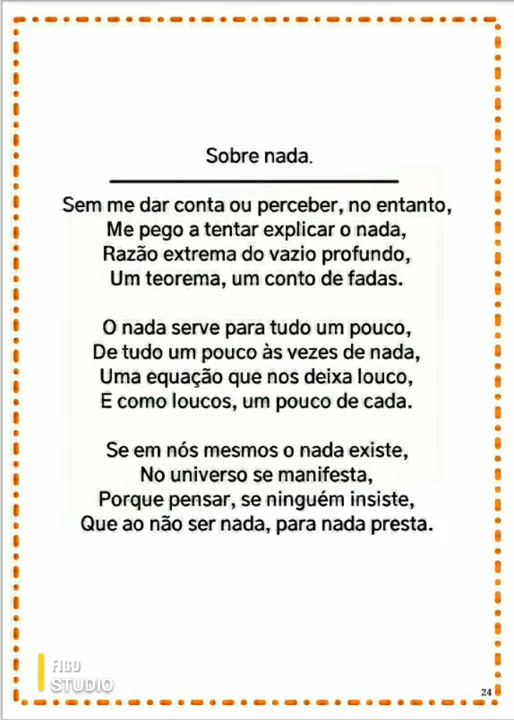 Sobre nada.
Sem me dar conta ou perceber, no entanto,
Me pego a tentar explicar o nada,
Razão extrema do vazio profundo,
Um teorema, um conto de fadas.
O nada serve para tudo um pouco,
De tudo um pouco às vezes de nada,
Uma equação que nos deixa louco,
E como loucos, um pouco de cada.
Se em nós mesmos o nada existe,
No universo se manifesta,
Porque pensar, se ninguém insiste,
Que ao não ser nada, para nada presta.
FIGO
STUDIO
24